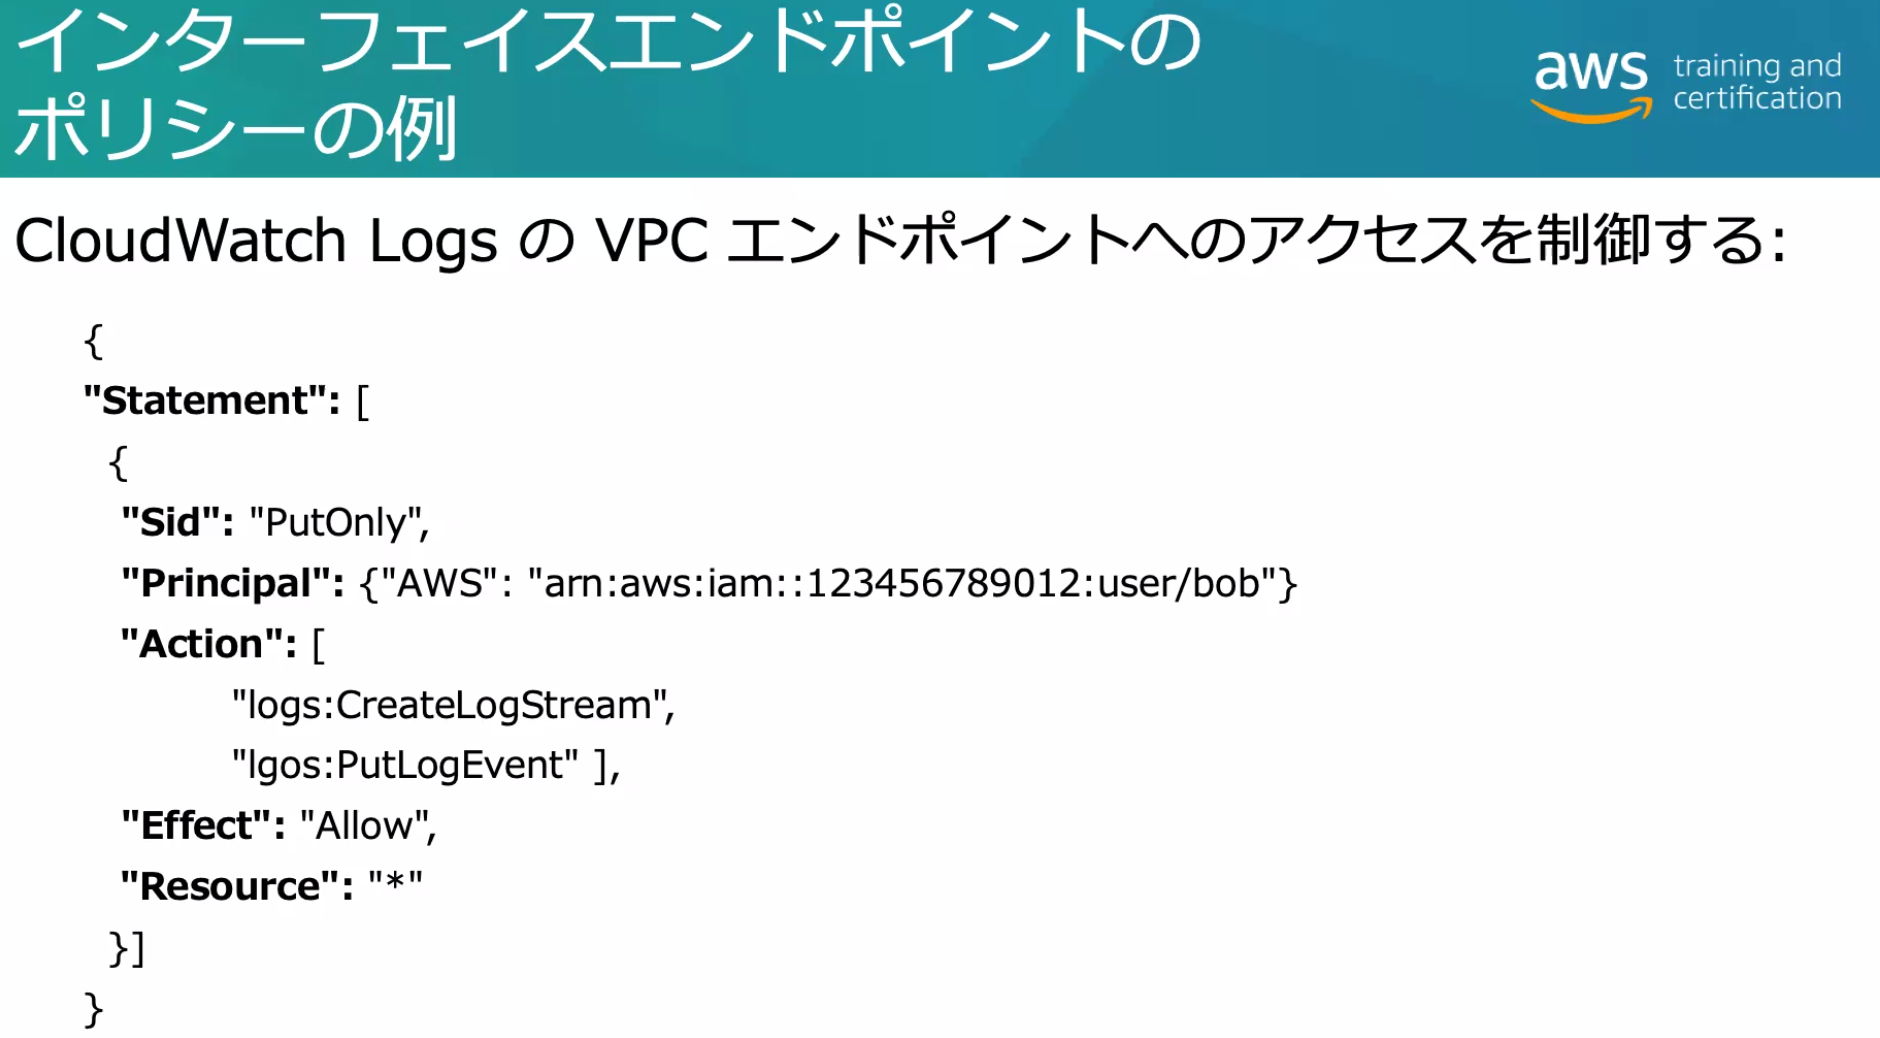 インターフェイスエンドポイントの
ポリシーの例
aws training and
certification
CloudWatch Logs の VPC エンドポイントへのアクセスを制御する:
{
"Statement": [
{
"Sid": "PutOnly",
"Principal": {"AWS": "arn:aws:iam::123456789012:user/bob"}
"Action": [
"logs:CreateLogStream",
"lgos:PutLogEvent" ],
"Effect": "Allow",
"Resource": "*"
}]
}